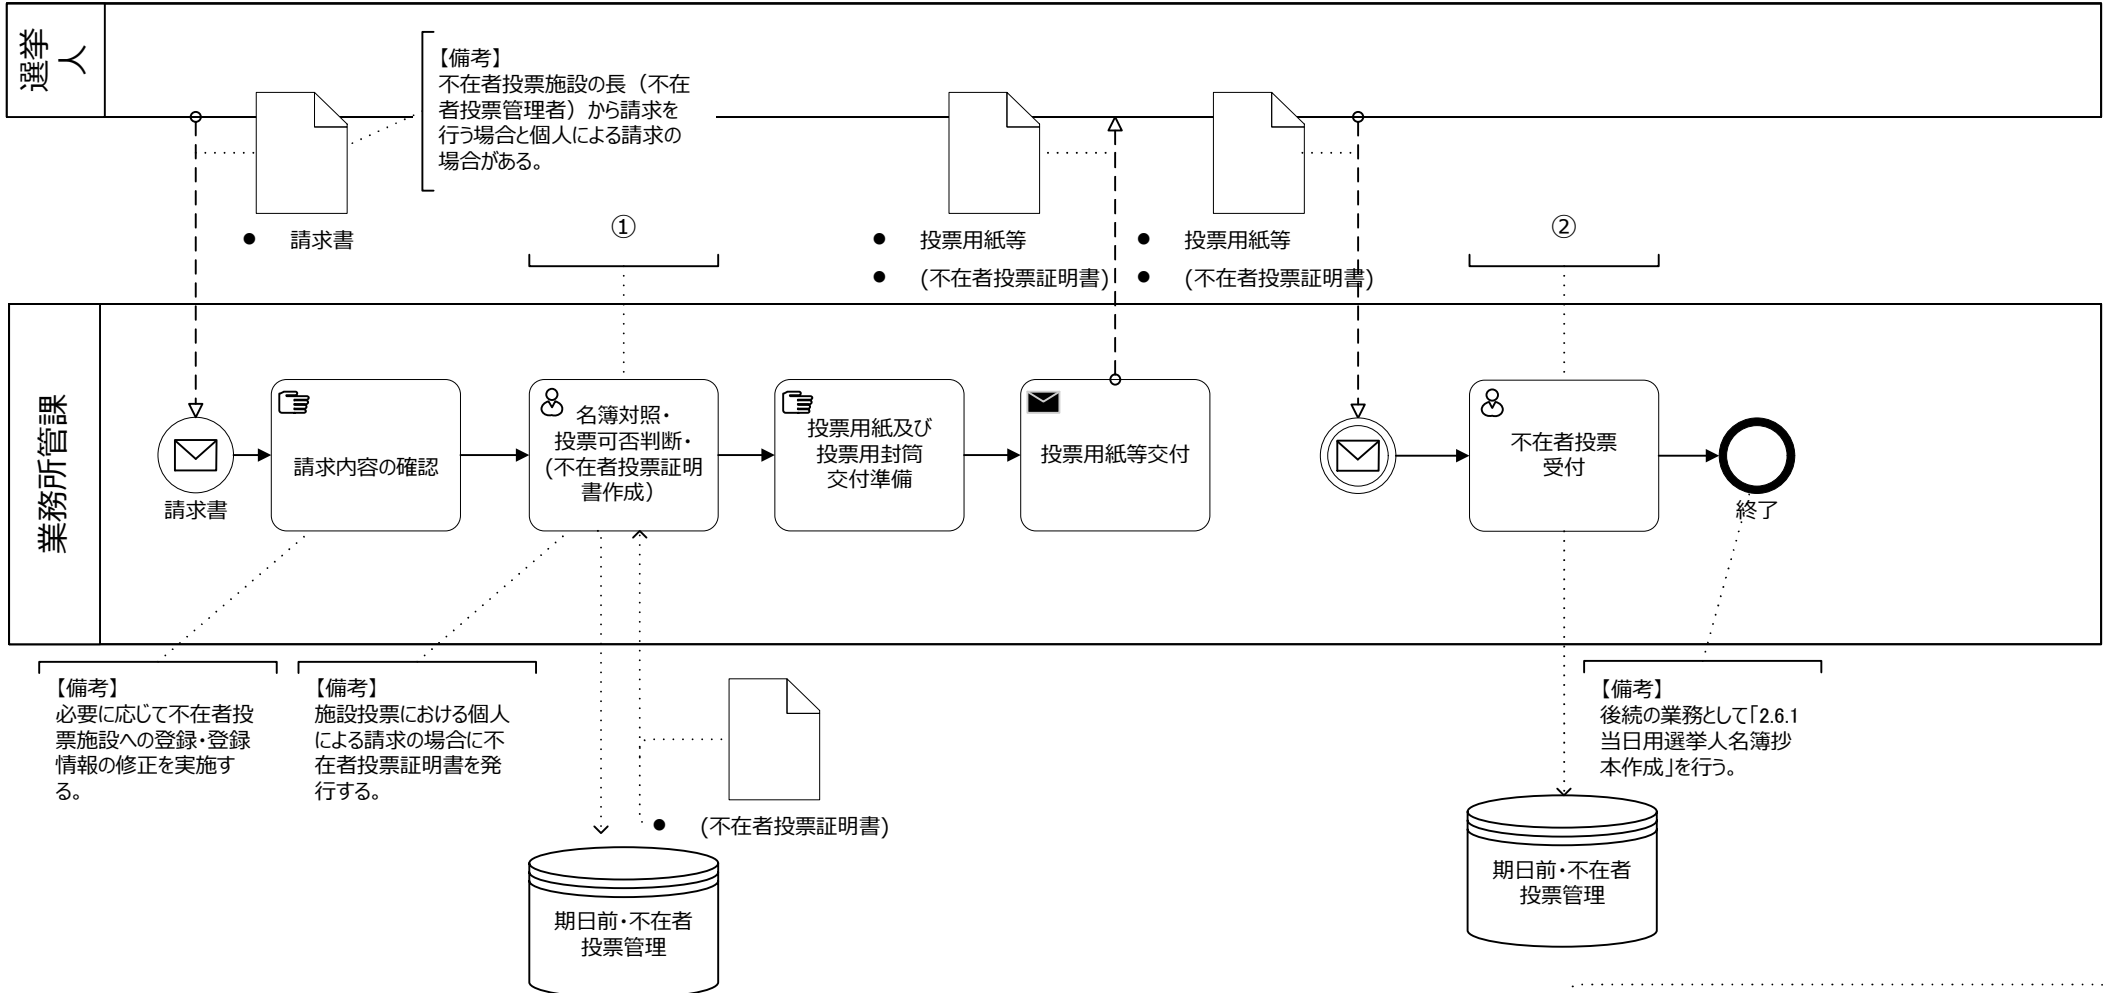 選挙
人
【備考】
不在者投票施設の長（不在
者投票管理者）から請求を
行う場合と個人による請求の
場合がある。
● 請求書
①
● 投票用紙等
● (不在者投票証明書)
● 投票用紙等
● (不在者投票証明書)
②
業務所管課
請求書
請求内容の確認
名簿対照・
投票可否判断・
(不在者投票証明
書作成）
投票用紙及び
投票用封筒
交付準備
投票用紙等交付
不在者投票
受付
終了
【備考】
必要に応じて不在者投
票施設への登録・登録
情報の修正を実施す
る。
【備考】
施設投票における個人
による請求の場合に不
在者投票証明書を発
行する。
● (不在者投票証明書)
【備考】
後続の業務として「2.6.1
当日用選挙人名簿抄
本作成」を行う。
期日前・不在者
投票管理
期日前・不在者
投票管理